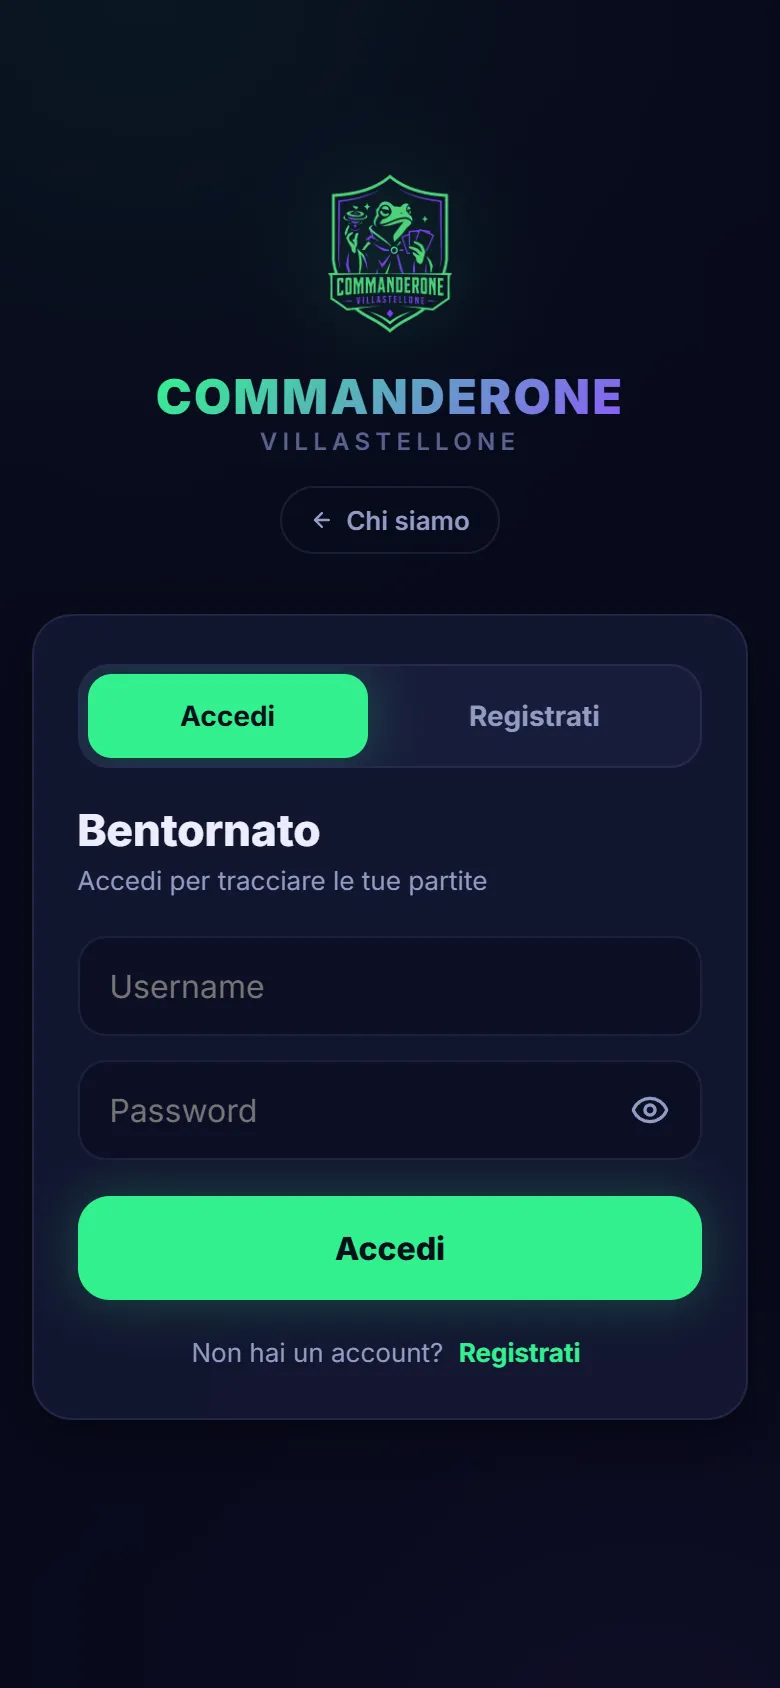 COMMANDERONE
VILLASTELLONE
COMMANDERONE
VILLASTELLONE
← Chi siamo
Accedi
Registrati
Bentornato
Accedi per tracciare le tue partite
Username
Password
Accedi
Non hai un account? Registrati